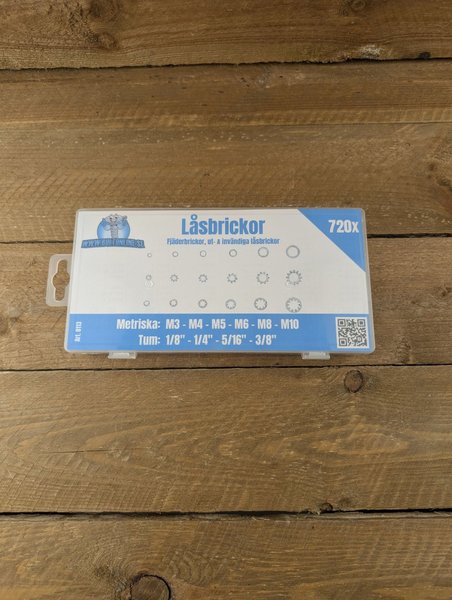 Låsbrickor
Fjäderbrickor, ut- & invändiga låsbrickor
720x
Metriska: M3 - M4 - M5 - M6 - M8 - M10
Tum: 1/8" - 1/4" - 5/16" - 3/8"